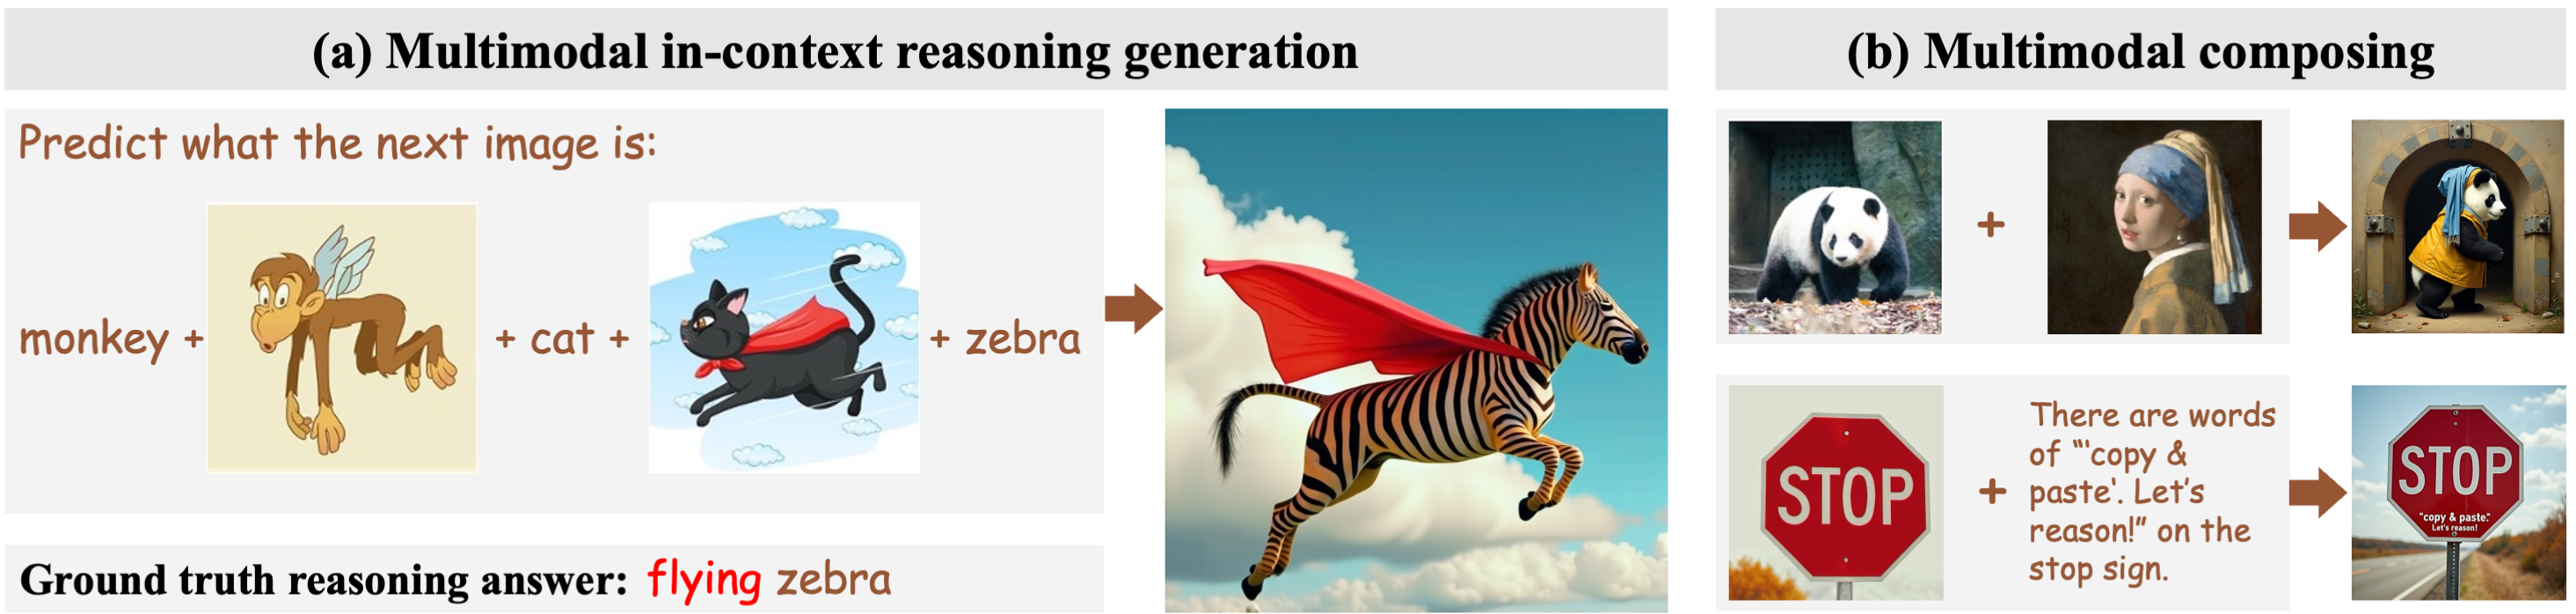 (a) Multimodal in-context reasoning generation
Predict what the next image is:
monkey + + cat + + zebra
Ground truth reasoning answer: flying zebra
(b) Multimodal composing
+
STOP
+
There are words
of “‘copy &
paste’. Let’s
reason!” on the
stop sign.
STOP
"copy & paste."
Let's reason!